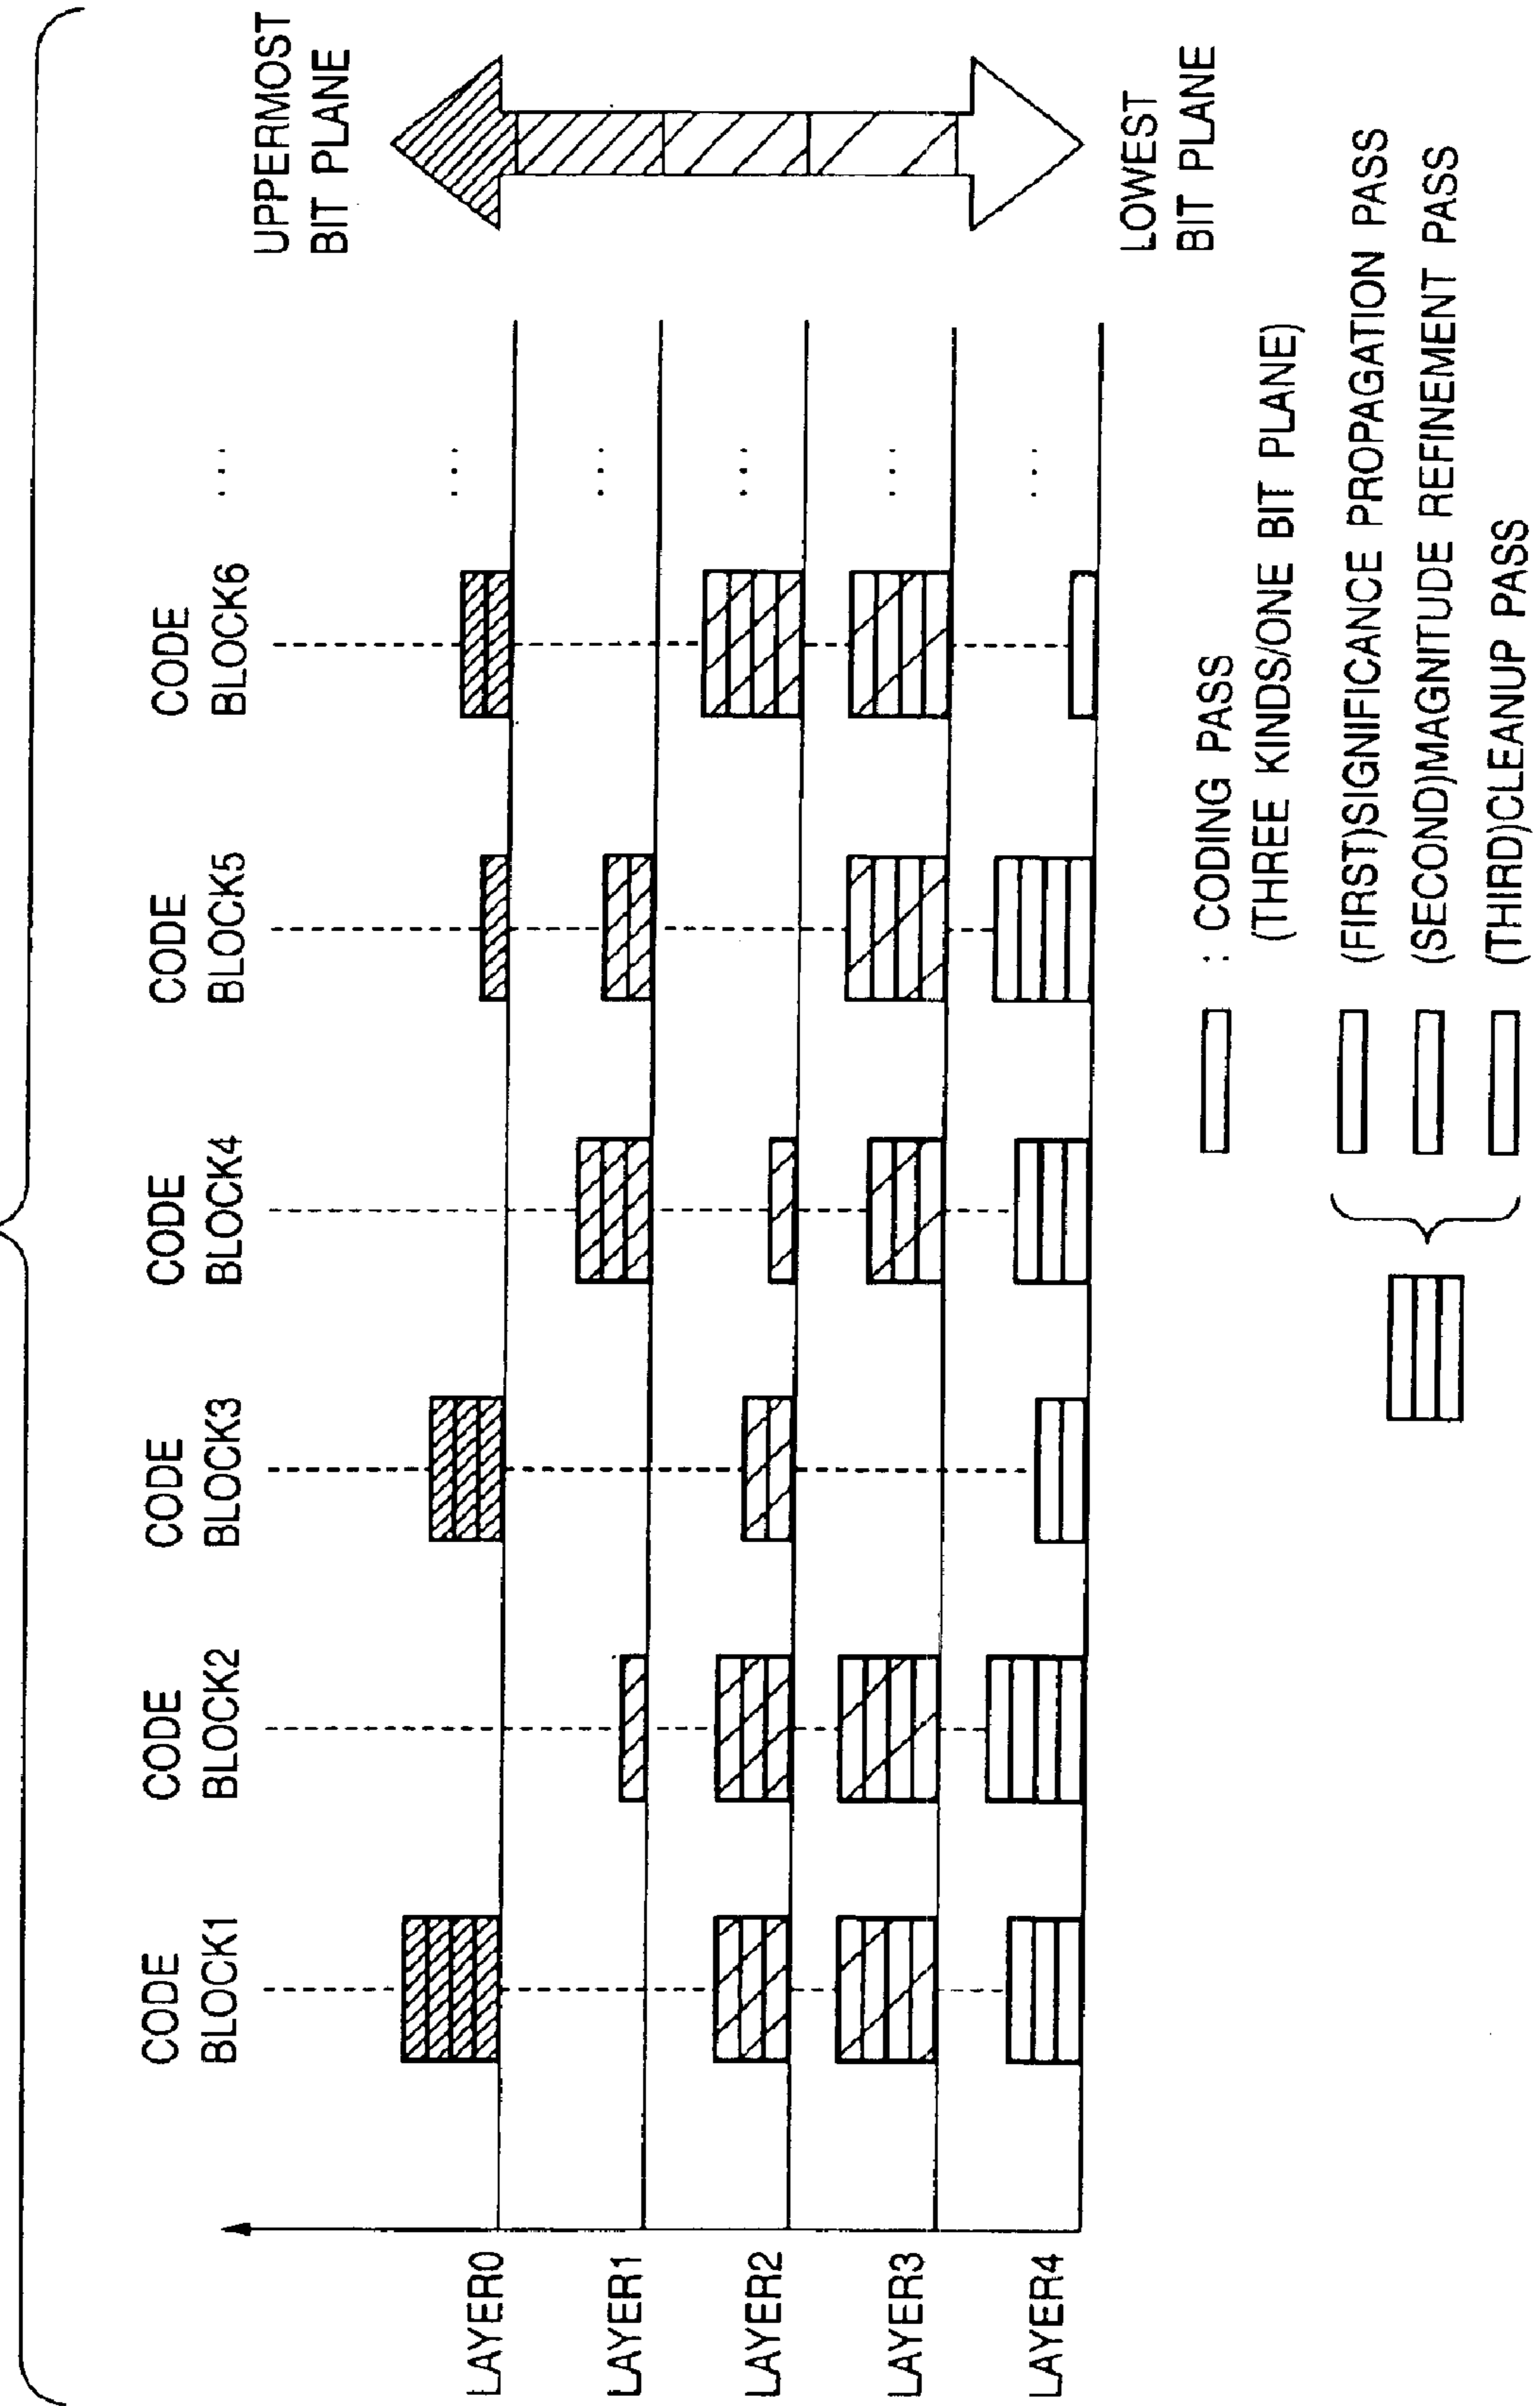 CODE
BLOCK1
CODE
BLOCK2
CODE
BLOCK3
CODE
BLOCK4
CODE
BLOCK5
CODE
BLOCK6
...
UPPERMOST
BIT PLANE
LAYER0
...
LAYER1
...
LAYER2
...
LAYER3
...
LAYER4
...
LOWEST
BIT PLANE
: CODING PASS
(THREE KINDS/ONE BIT PLANE)
(FIRST)SIGNIFICANCE PROPAGATION PASS
(SECOND)MAGNITUDE REFINEMENT PASS
(THIRD)CLEANUP PASS